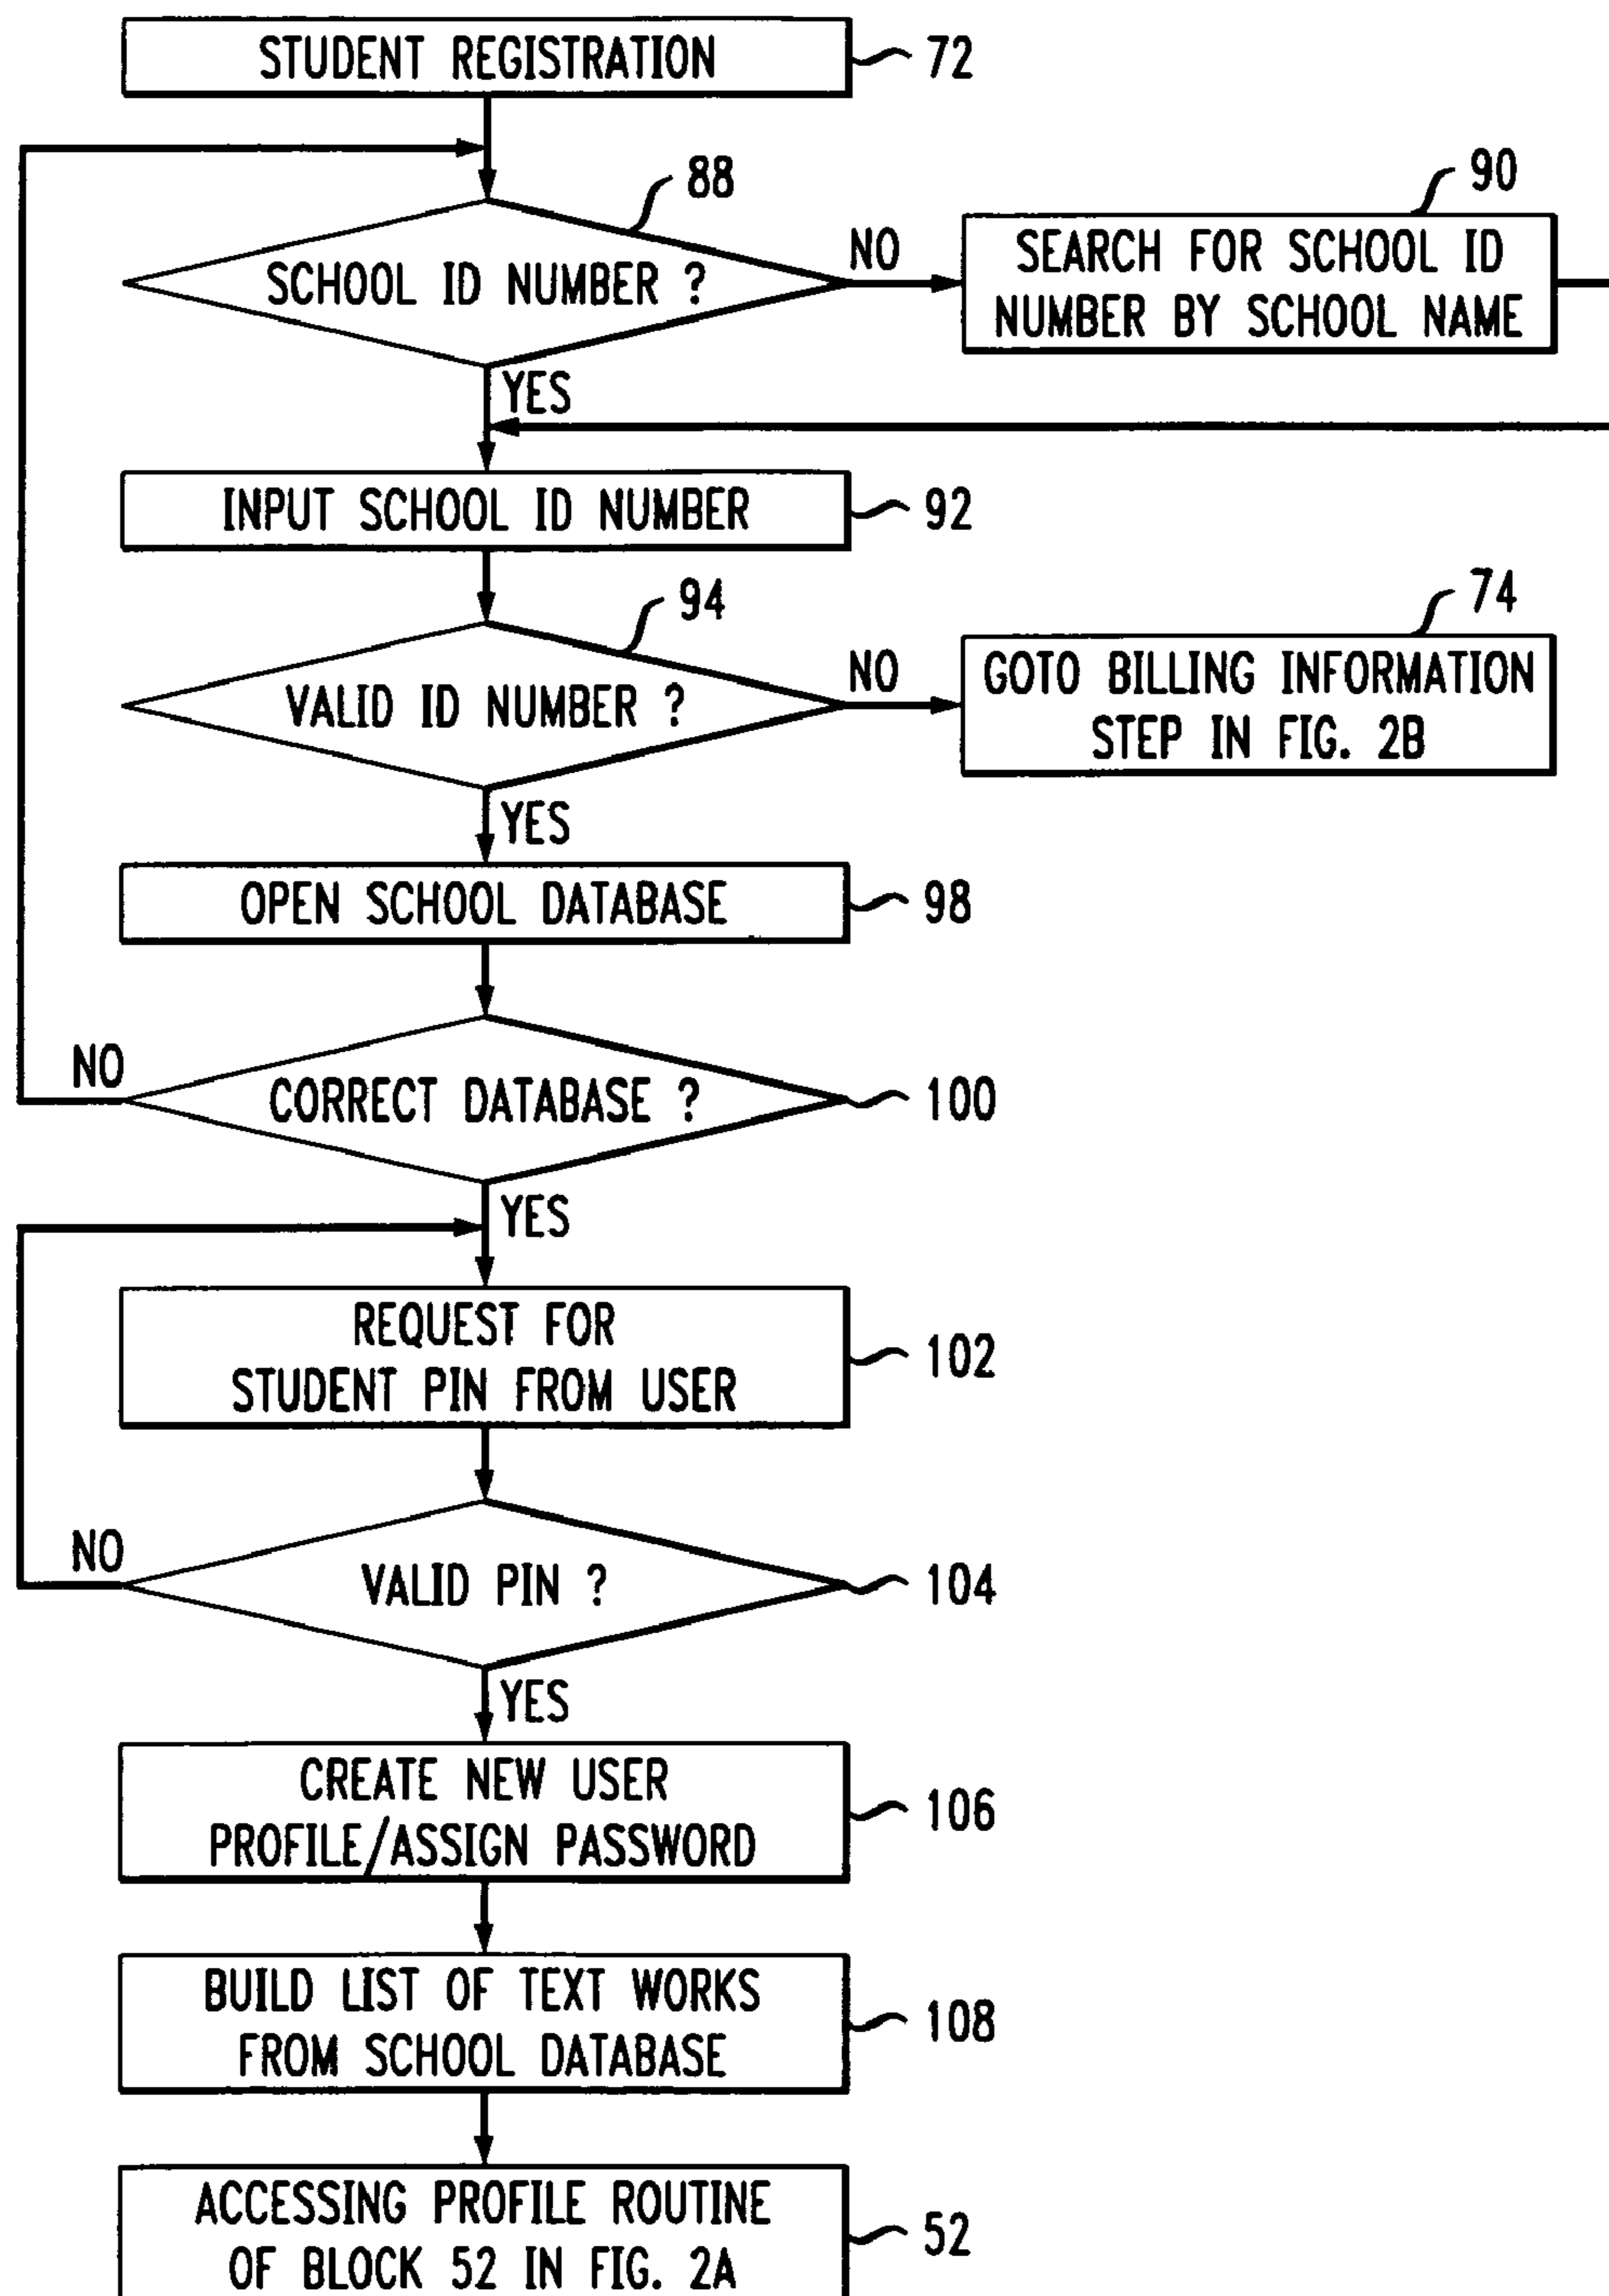 STUDENT REGISTRATION
72
88
SCHOOL ID NUMBER ?
NO
90
SEARCH FOR SCHOOL ID
NUMBER BY SCHOOL NAME
YES
INPUT SCHOOL ID NUMBER
92
94
VALID ID NUMBER ?
NO
74
GOTO BILLING INFORMATION
STEP IN FIG. 2B
YES
OPEN SCHOOL DATABASE
98
NO
CORRECT DATABASE ?
100
YES
REQUEST FOR
STUDENT PIN FROM USER
102
NO
VALID PIN ?
104
YES
CREATE NEW USER
PROFILE/ASSIGN PASSWORD
106
BUILD LIST OF TEXT WORKS
FROM SCHOOL DATABASE
108
ACCESSING PROFILE ROUTINE
OF BLOCK 52 IN FIG. 2A
52